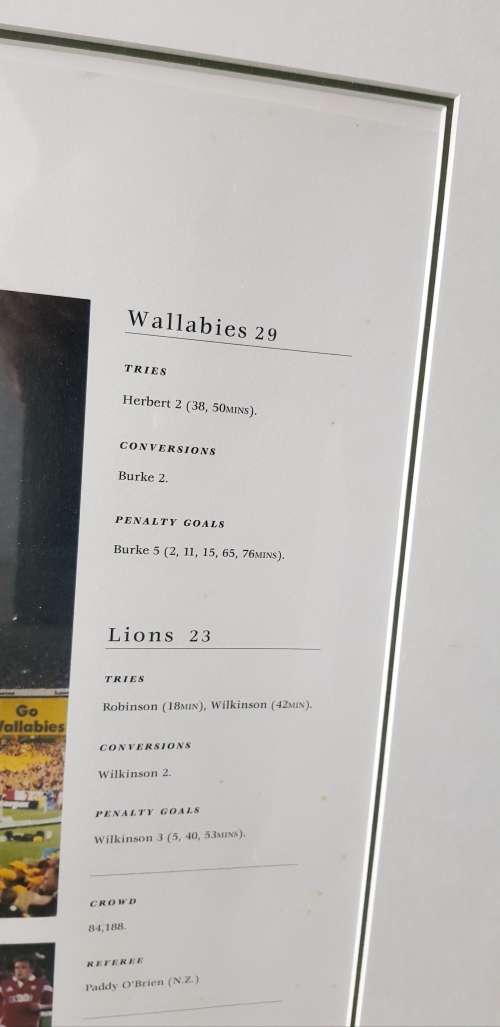 Wallabies 29
TRIES
Herbert 2 (38, 50MINS).
CONVERSIONS
Burke 2.
PENALTY GOALS
Burke 5 (2, 11, 15, 65, 76MINS).
Lions 23
TRIES
Robinson (18MIN), Wilkinson (42MIN).
CONVERSIONS
Wilkinson 2.
PENALTY GOALS
Wilkinson 3 (5, 40, 53MINS).
CROWD
84,188.
REFEREE
Paddy O'Brien (N.Z.)
Go
Wallabies